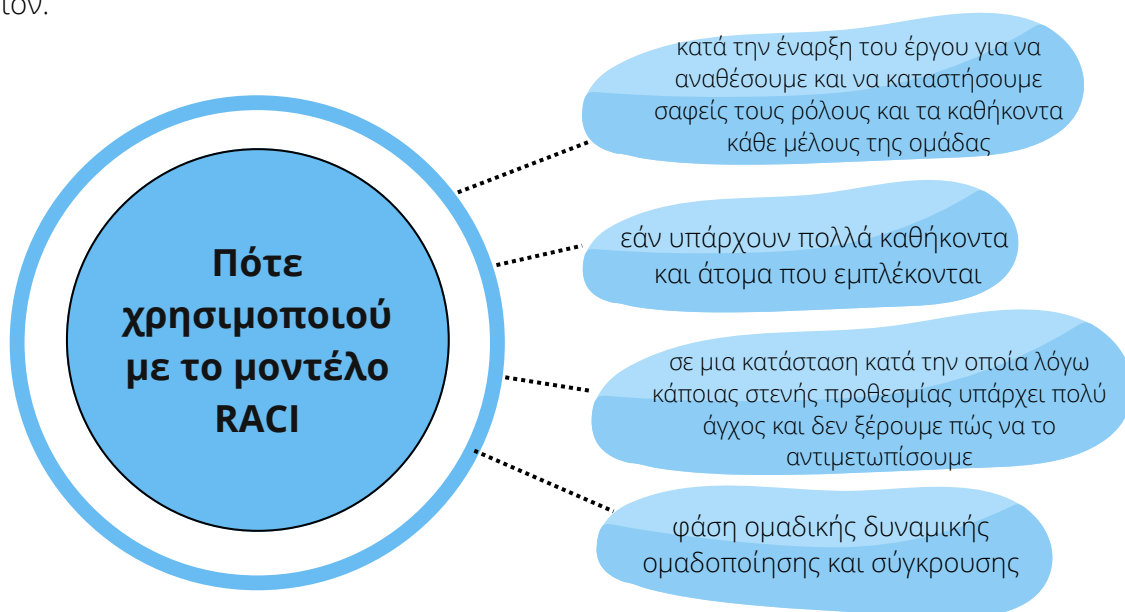 ιον.
κατά την έναρξη του έργου για να
αναθέσουμε και να καταστήσουμε
σαφείς τους ρόλους και τα καθήκοντα
κάθε μέλους της ομάδας
Πότε
χρησιμοποιού
με το μοντέλο
RACI
εάν υπάρχουν πολλά καθήκοντα
και άτομα που εμπλέκονται
σε μια κατάσταση κατά την οποία λόγω
κάποιας στενής προθεσμίας υπάρχει πολύ
άγχος και δεν ξέρουμε πώς να το
αντιμετωπίσουμε
φάση ομαδικής δυναμικής
ομαδοποίησης και σύγκρουσης